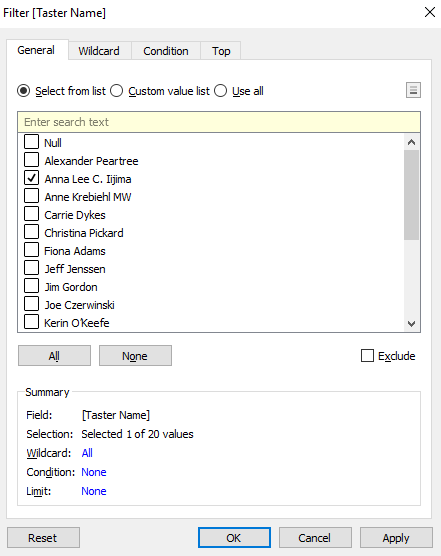 Filter [Taster Name]
General Wildcard Condition Top
Select from list Custom value list Use all
Enter search text
Null
Alexander Peartree
Anna Lee C. Iijima
Anne Krebiehl MW
Carrie Dykes
Christina Pickard
Fiona Adams
Jeff Jenssen
Jim Gordon
Joe Czerwinski
Kerin O'Keefe
All None Exclude
Summary
Field: [Taster Name]
Selection: Selected 1 of 20 values
Wildcard: All
Condition: None
Limit: None
Reset OK Cancel Apply